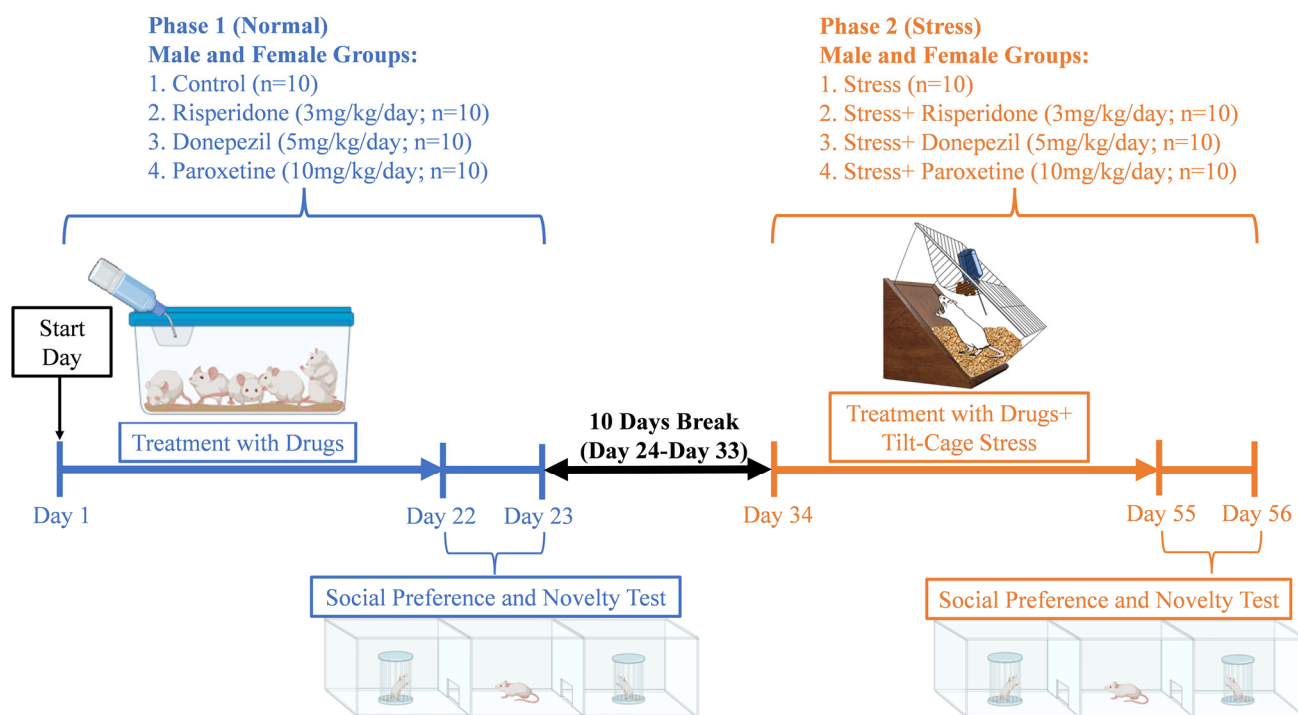 Phase 1 (Normal)
Male and Female Groups:
1. Control (n=10)
2. Risperidone (3mg/kg/day; n=10)
3. Donepezil (5mg/kg/day; n=10)
4. Paroxetine (10mg/kg/day; n=10)
Phase 2 (Stress)
Male and Female Groups:
1. Stress (n=10)
2. Stress+ Risperidone (3mg/kg/day; n=10)
3. Stress+ Donepezil (5mg/kg/day; n=10)
4. Stress+ Paroxetine (10mg/kg/day; n=10)
Start
Day
Treatment with Drugs
10 Days Break
(Day 24-Day 33)
Treatment with Drugs+
Tilt-Cage Stress
Day 1
Day 22
Day 23
Day 34
Day 55
Day 56
Social Preference and Novelty Test
Social Preference and Novelty Test